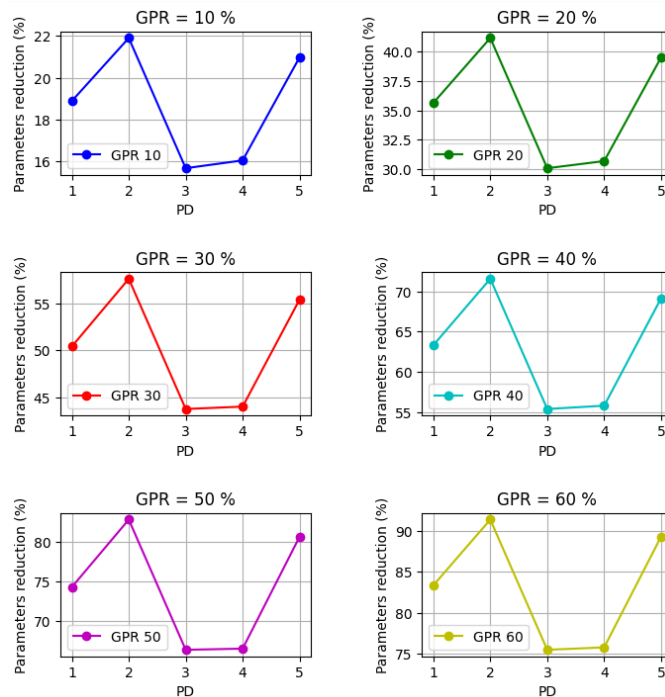 GPR = 10 %
Parameters reduction (%)
22
20
18
16
GPR 10
1 2 3 4 5
PD
GPR = 20 %
Parameters reduction (%)
40.0
37.5
35.0
32.5
30.0
GPR 20
1 2 3 4 5
PD
GPR = 30 %
Parameters reduction (%)
55
50
45
GPR 30
1 2 3 4 5
PD
GPR = 40 %
Parameters reduction (%)
70
65
60
55
GPR 40
1 2 3 4 5
PD
GPR = 50 %
Parameters reduction (%)
80
75
70
GPR 50
1 2 3 4 5
PD
GPR = 60 %
Parameters reduction (%)
90
85
80
75
GPR 60
1 2 3 4 5
PD